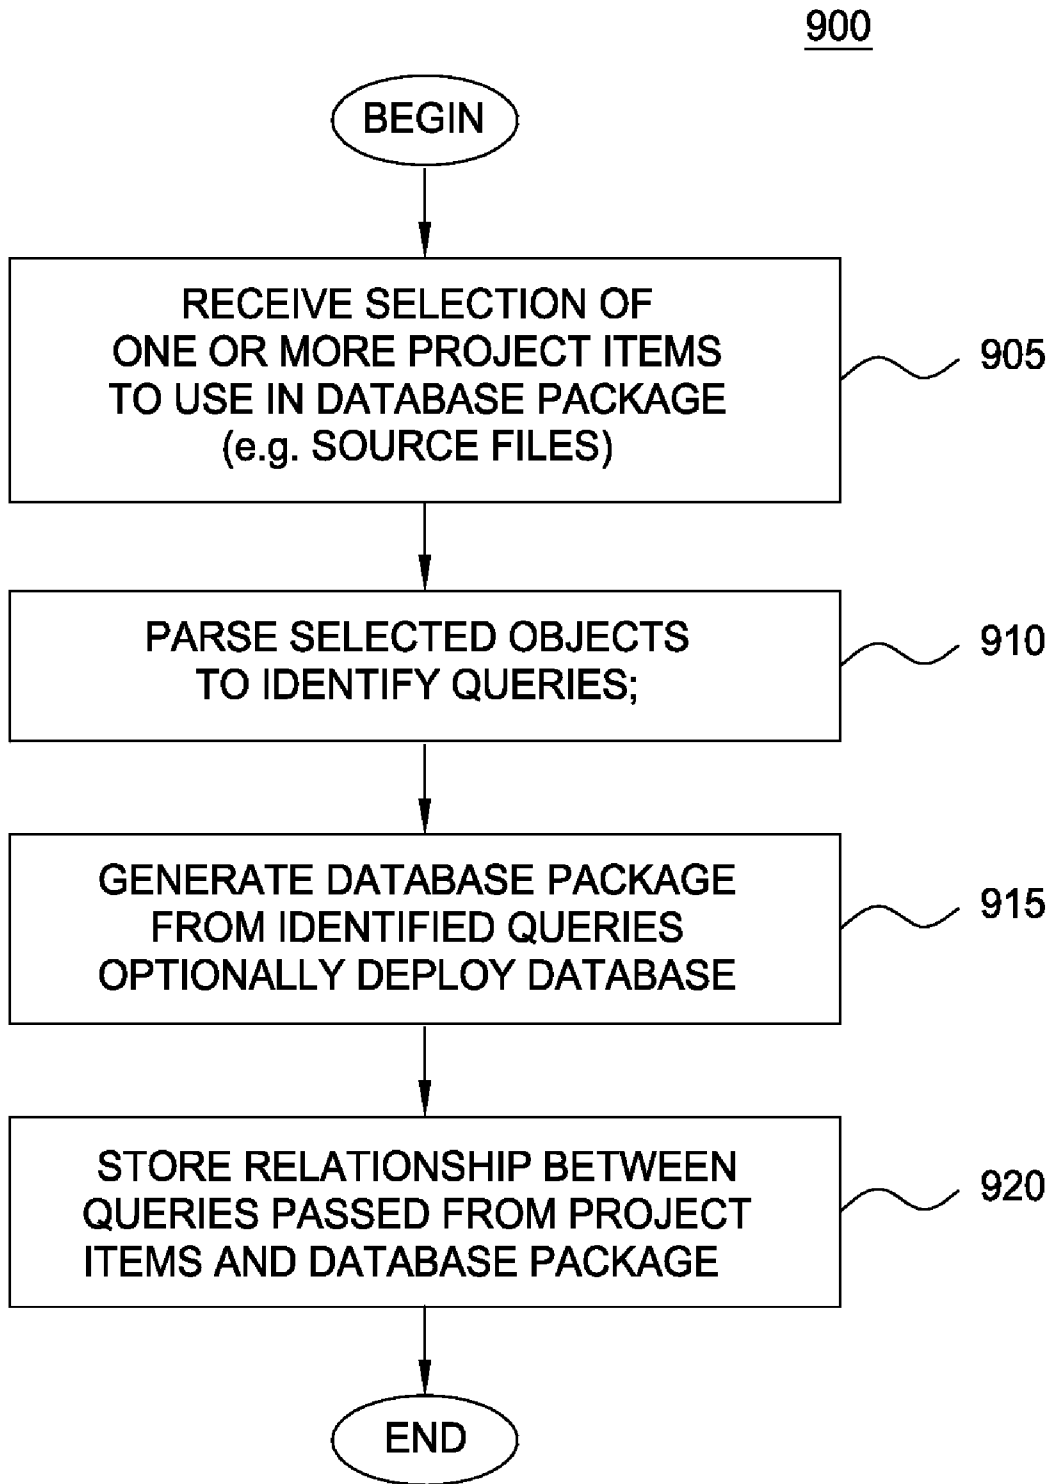 900
BEGIN
RECEIVE SELECTION OF
ONE OR MORE PROJECT ITEMS
TO USE IN DATABASE PACKAGE
(e.g. SOURCE FILES)
905
PARSE SELECTED OBJECTS
TO IDENTIFY QUERIES;
910
GENERATE DATABASE PACKAGE
FROM IDENTIFIED QUERIES
OPTIONALLY DEPLOY DATABASE
915
STORE RELATIONSHIP BETWEEN
QUERIES PASSED FROM PROJECT
ITEMS AND DATABASE PACKAGE
920
END